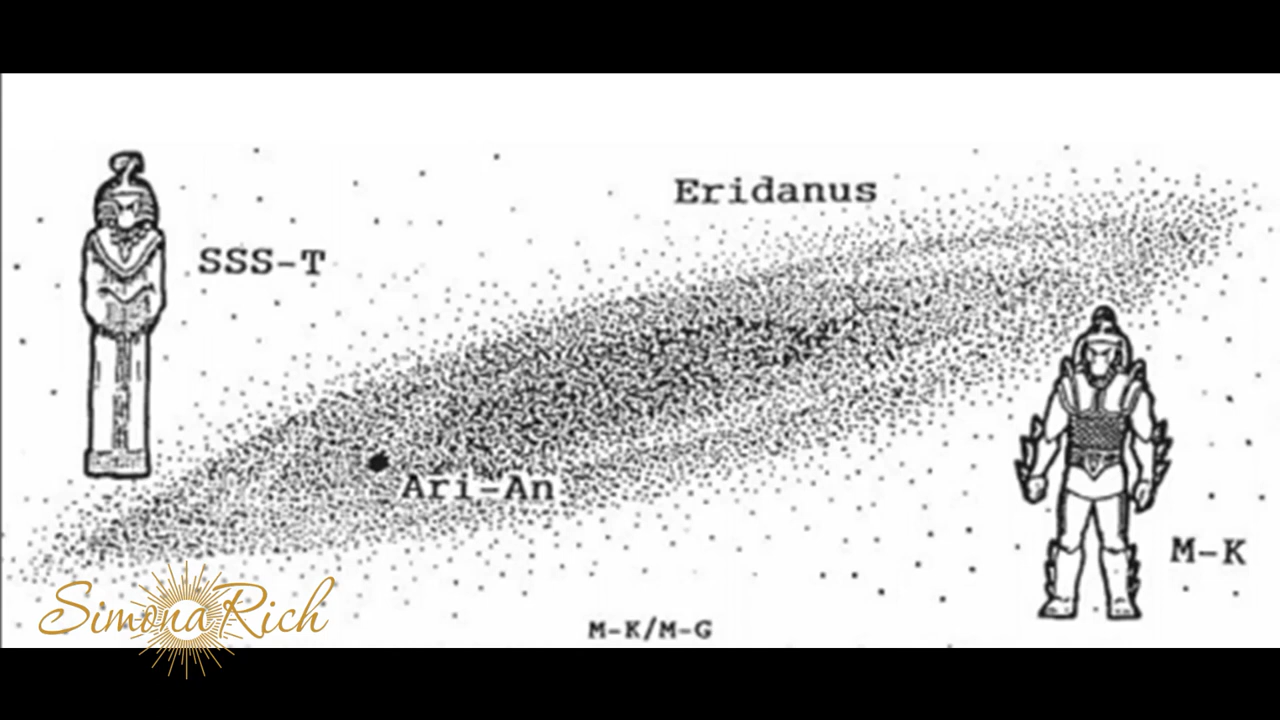 Eridanus
SSS-T
Ari-An
M-K
Simona Rich
M-K/M-G